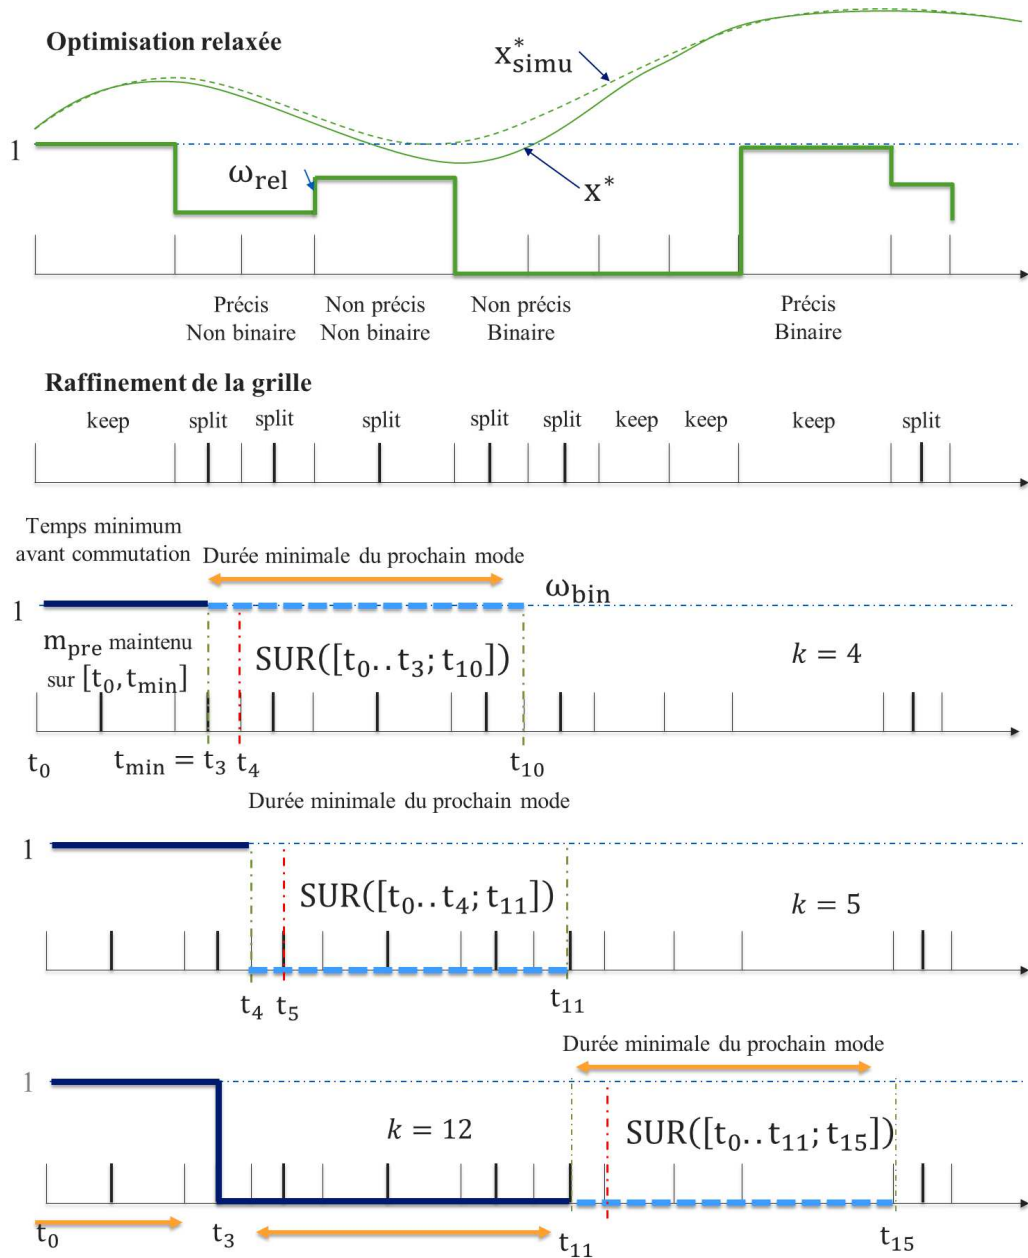 Optimisation relaxée
x*simu
1
ωrel
x*
Précis
Non binaire
Non précis
Non binaire
Non précis
Binaire
Précis
Binaire
Raffinement de la grille
keep split split split split split keep keep keep split
Temps minimum
avant commutation
Durée minimale du prochain mode
ωbin
1
mpre maintenu
sur [t0, tmin]
SUR([t0..t3; t10])
k = 4
t0 tmin = t3 t4 t10
Durée minimale du prochain mode
1
SUR([t0..t4; t11])
k = 5
t4 t5 t11
Durée minimale du prochain mode
1
k = 12
SUR([t0..t11; t15])
t0 t3 t11 t15